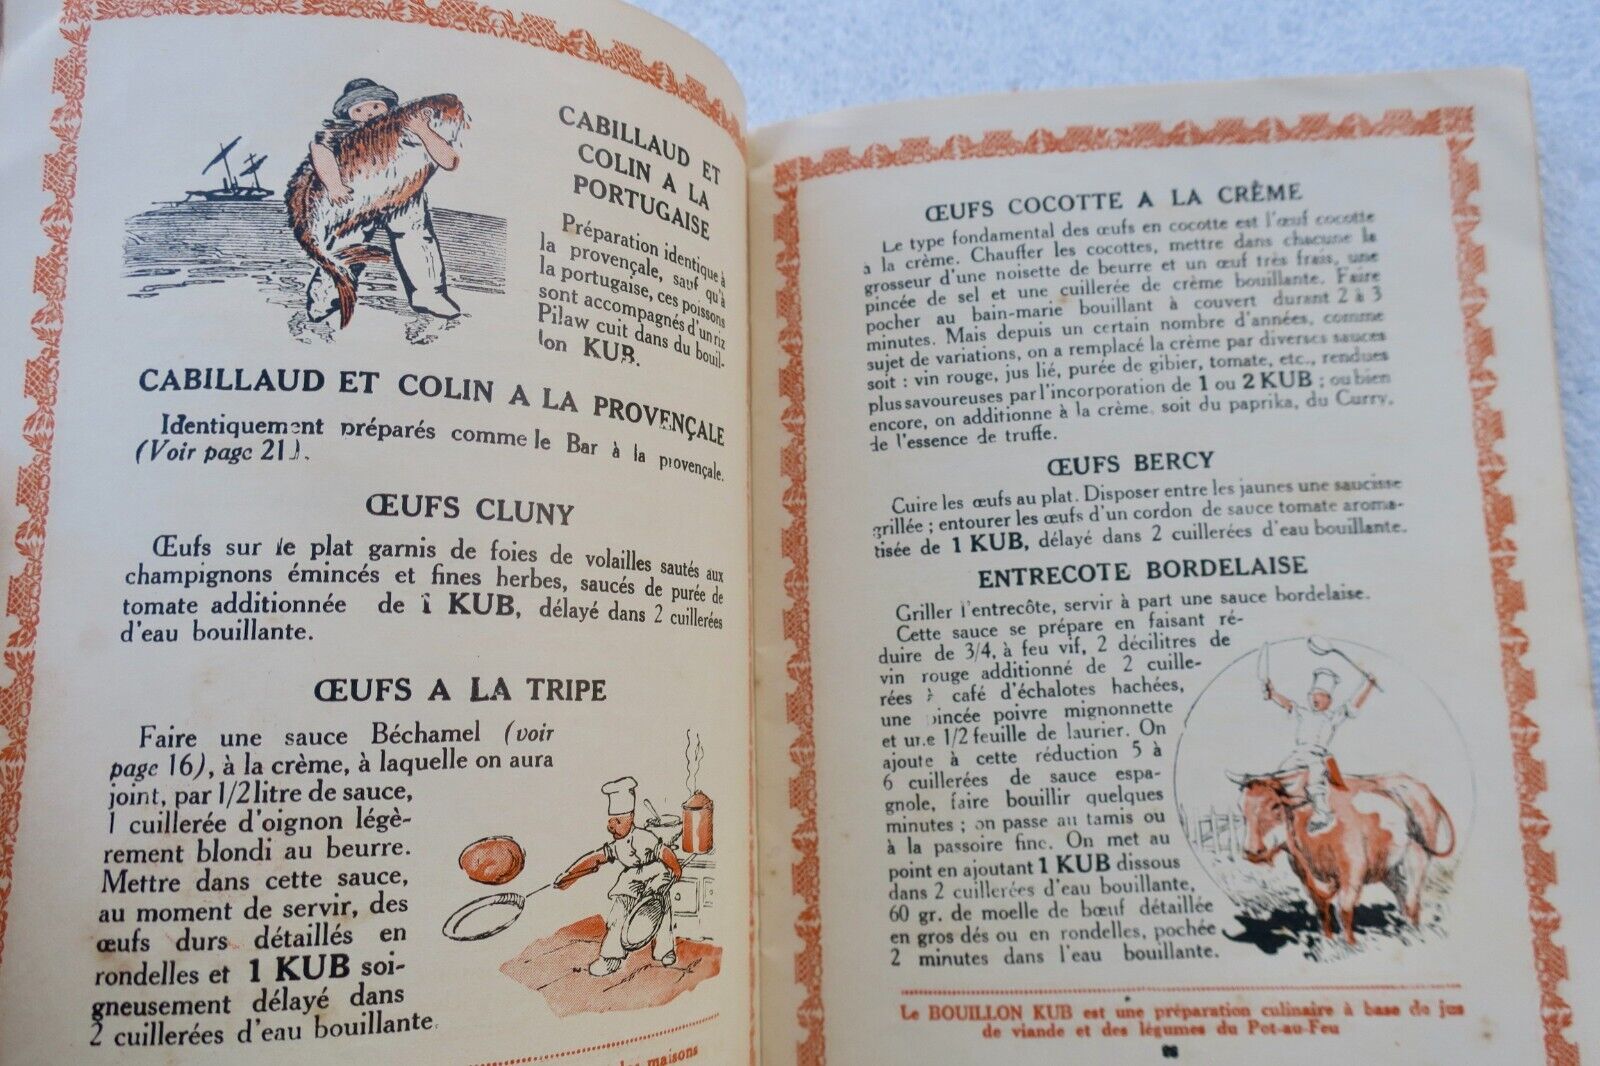 CABILLAUD ET
COLIN A LA
PORTUGAISE
Préparation identique à
la provençale, sauf qu'à
la portugaise, ces poissons
sont accompagnés d'un riz
Pilaw cuit dans du bouil-
lon KUB.
CABILLAUD ET COLIN A LA PROVENÇALE
Identiquement préparés comme le Bar à la provençale.
(Voir page 21).
ŒUFS CLUNY
Œufs sur le plat garnis de foies de volailles sautés aux
champignons émincés et fines herbes, saucés de purée de
tomate additionnée de 1 KUB, délayé dans 2 cuillerées
d'eau bouillante.
ŒUFS A LA TRIPE
Faire une sauce Béchamel (voir
page 16), à la crème, à laquelle on aura
joint, par 1/2 litre de sauce,
1 cuillerée d'oignon légè-
rement blondi au beurre.
Mettre dans cette sauce,
au moment de servir, des
œufs durs détaillés en
rondelles et 1 KUB soi-
gneusement délayé dans
2 cuillerées d'eau bouillante.
maisons
ŒUFS COCOTTE A LA CRÊME
Le type fondamental des œufs en cocotte est l'œuf cocotte
a la crème. Chauffer les cocottes, mettre dans chacune la
grosseur d'une noisette de beurre et un œuf très frais, une
pincée de sel et une cuillerée de crème bouillante. Faire
pocher au bain-marie bouillant à couvert durant 2 à 3
minutes. Mais depuis un certain nombre d'années, comme
sujet de variations, on a remplacé la crème par diverses sauces
soit : vin rouge, jus lié, purée de gibier, tomate, etc., rendues
plus savoureuses par l'incorporation de 1 ou 2 KUB ; ou bien
encore, on additionne à la crème, soit du paprika, du Curry,
de l'essence de truffe.
ŒUFS BERCY
Cuire les œufs au plat. Disposer entre les jaunes une saucisse
grillée ; entourer les œufs d'un cordon de sauce tomate aroma-
tisée de 1 KUB, délayé dans 2 cuillerées d'eau bouillante.
ENTRECOTE BORDELAISE
Griller l'entrecôte, servir à part une sauce bordelaise.
Cette sauce se prépare en faisant ré-
duire de 3/4, à feu vif, 2 décilitres de
vin rouge additionné de 2 cuille-
rées à café d'échalotes hachées,
une pincée poivre mignonnette
et une 1/2 feuille de laurier. On
ajoute à cette réduction 5 à
6 cuillerées de sauce espa-
gnole, faire bouillir quelques
minutes ; on passe au tamis ou
à la passoire fine. On met au
point en ajoutant 1 KUB dissous
dans 2 cuillerées d'eau bouillante,
60 gr. de moelle de bœuf détaillée
en gros dés ou en rondelles, pochée
2 minutes dans l'eau bouillante.
Le BOUILLON KUB est une préparation culinaire à base de jus
de viande et des légumes du Pot-au-Feu